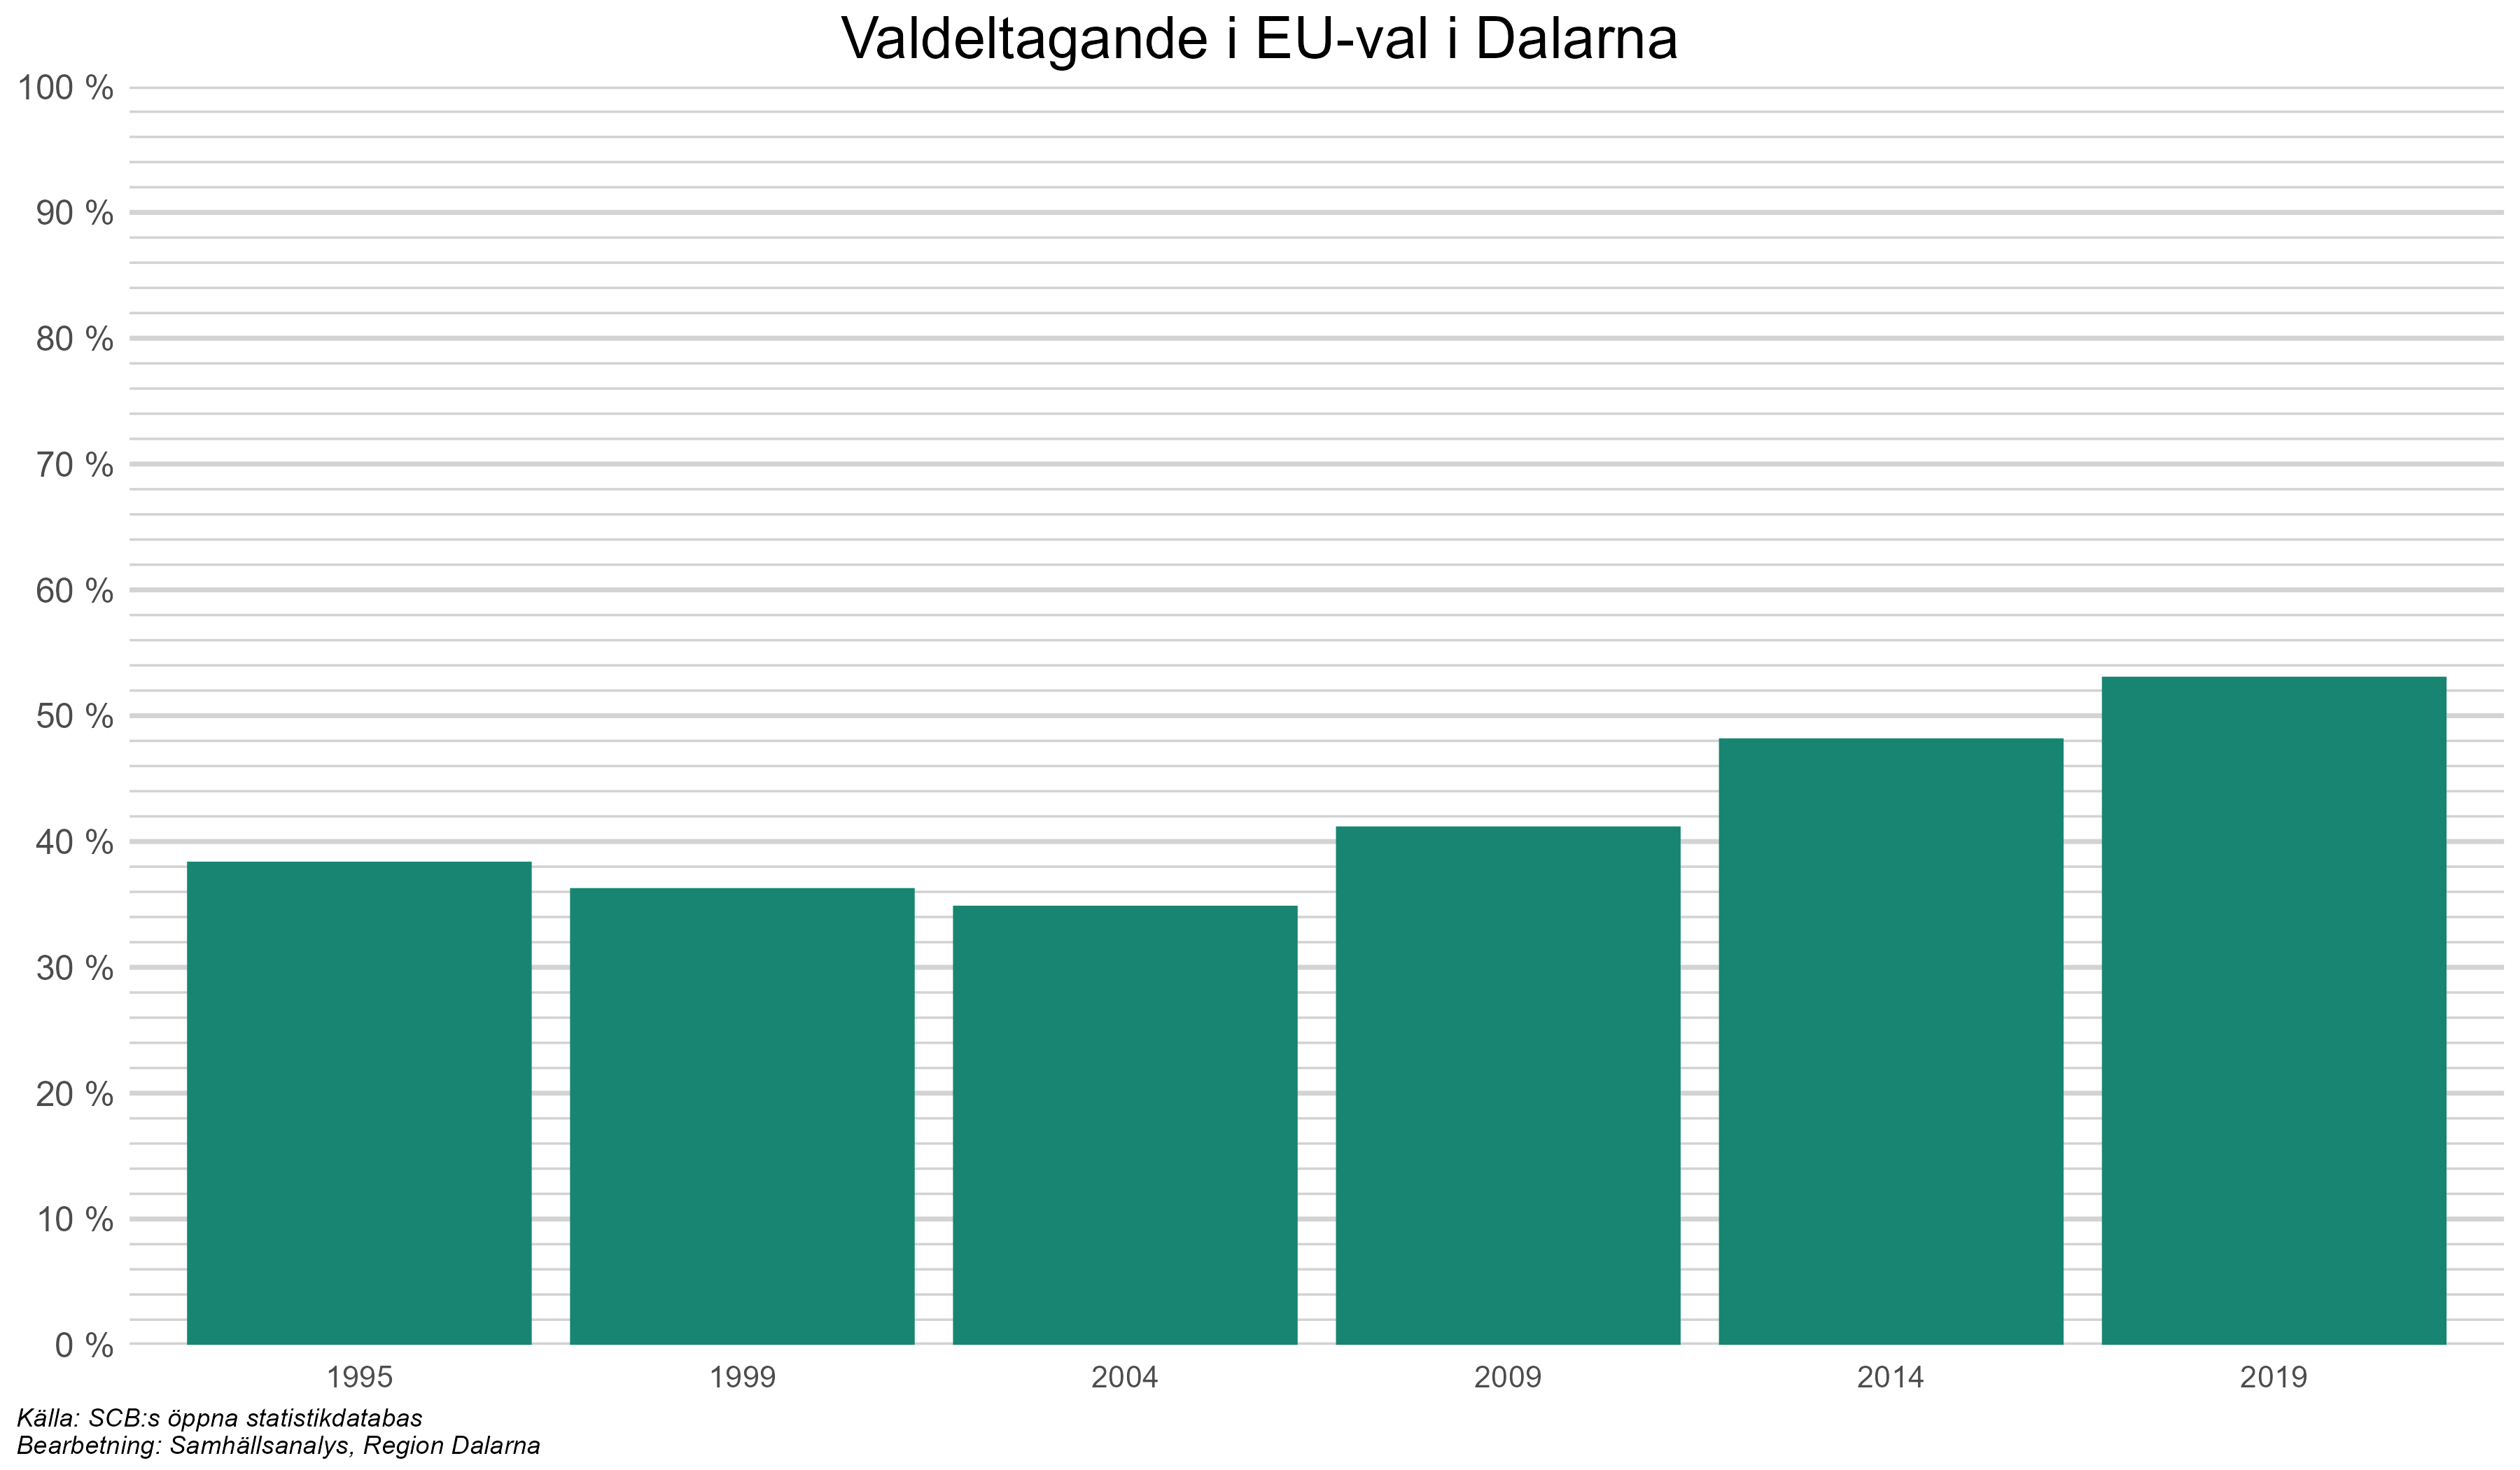 Valdeltagande i EU-val i Dalarna
100 %
90 %
80 %
70 %
60 %
50 %
40 %
30 %
20 %
10 %
0 %
1995 1999 2004 2009 2014 2019
Källa: SCB:s öppna statistikdatabas
Bearbetning: Samhällsanalys, Region Dalarna